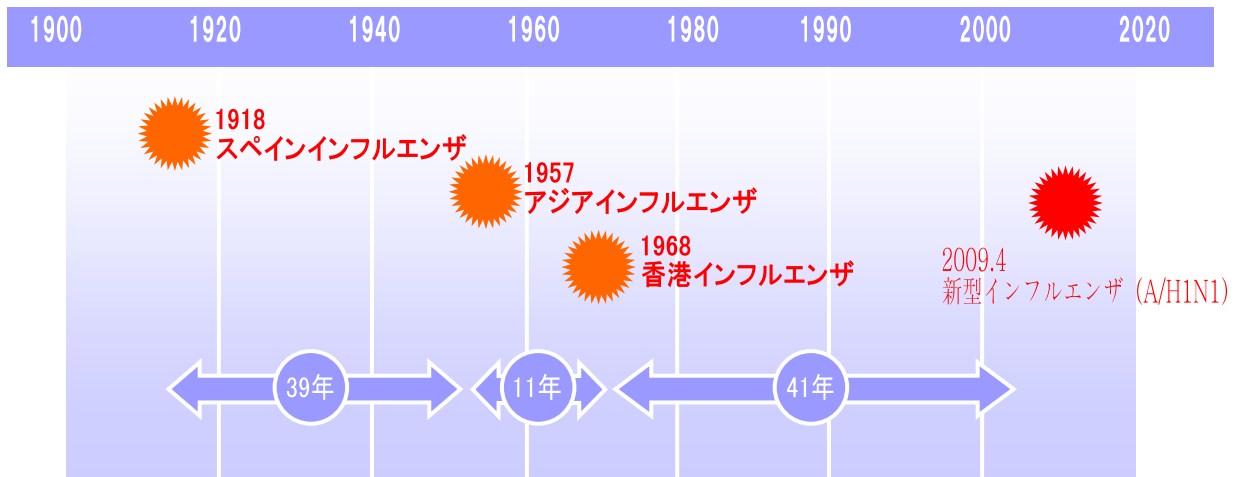 1900 1920 1940 1960 1980 1990 2000 2020
1918
スペインインフルエンザ
1957
アジアインフルエンザ
1968
香港インフルエンザ
2009.4
新型インフルエンザ (A/H1N1)
39年 11年 41年